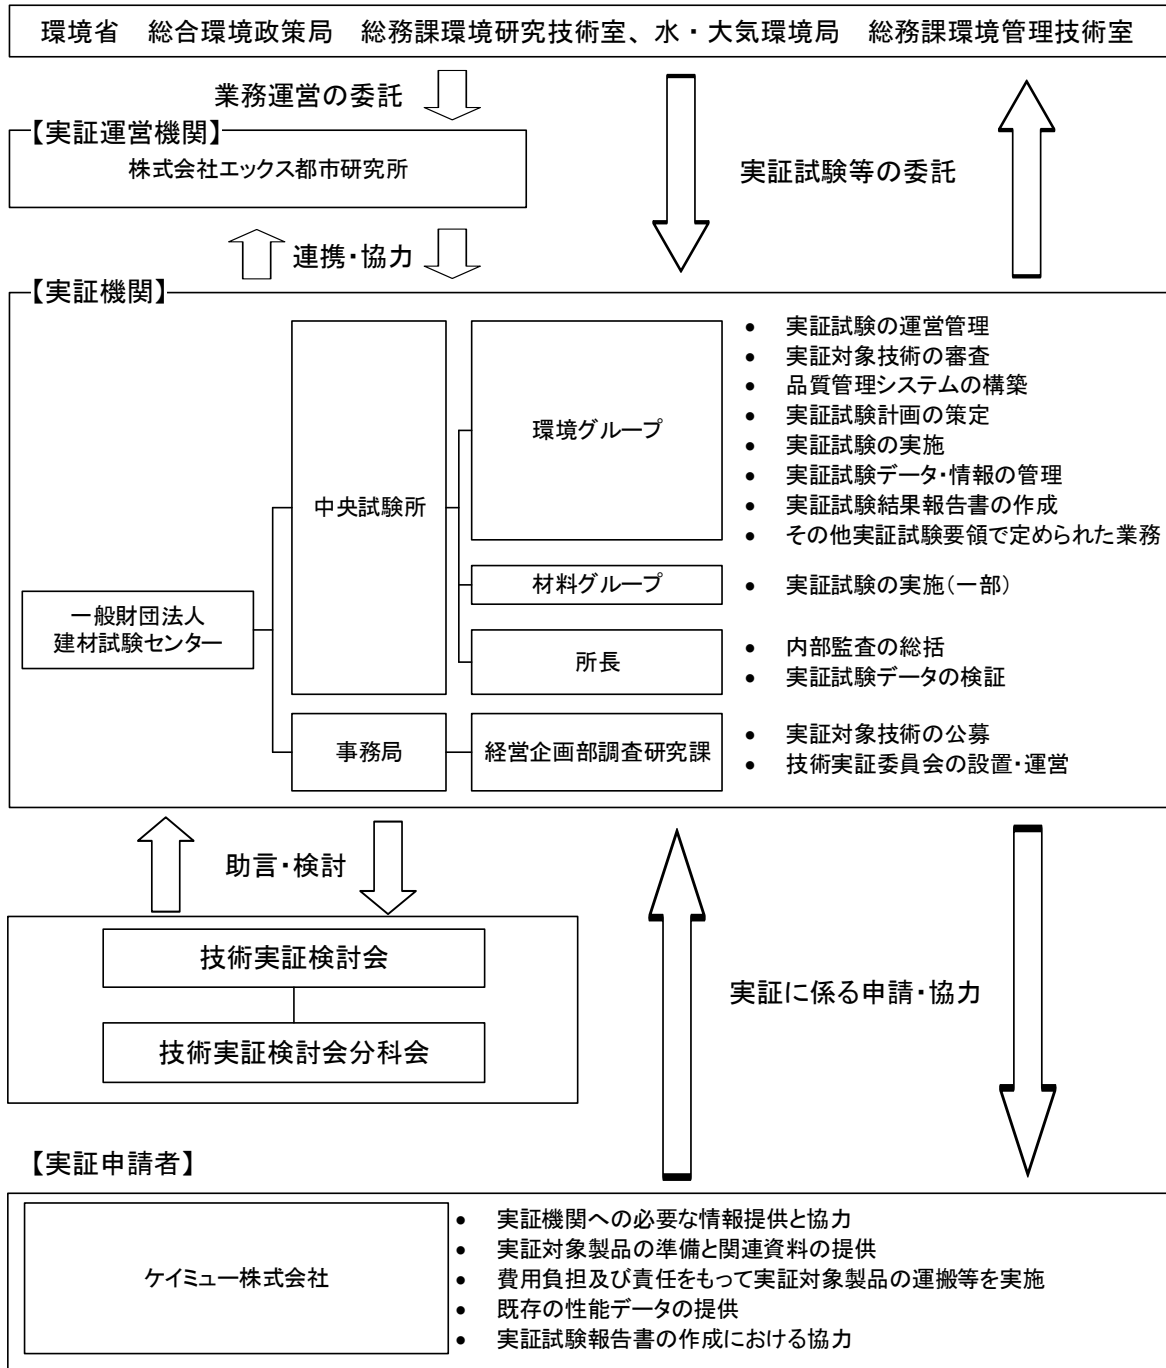 環境省　総合環境政策局　総務課環境研究技術室、水・大気環境局　総務課環境管理技術室
業務運営の委託
【実証運営機関】
株式会社エックス都市研究所
実証試験等の委託
連携・協力
【実証機関】
一般財団法人
建材試験センター
中央試験所
環境グループ
• 実証試験の運営管理
• 実証対象技術の審査
• 品質管理システムの構築
• 実証試験計画の策定
• 実証試験の実施
• 実証試験データ・情報の管理
• 実証試験結果報告書の作成
• その他実証試験要領で定められた業務
材料グループ
• 実証試験の実施(一部)
所長
• 内部監査の総括
• 実証試験データの検証
事務局
経営企画部調査研究課
• 実証対象技術の公募
• 技術実証委員会の設置・運営
助言・検討
技術実証検討会
技術実証検討会分科会
実証に係る申請・協力
【実証申請者】
ケイミュー株式会社
• 実証機関への必要な情報提供と協力
• 実証対象製品の準備と関連資料の提供
• 費用負担及び責任をもって実証対象製品の運搬等を実施
• 既存の性能データの提供
• 実証試験報告書の作成における協力